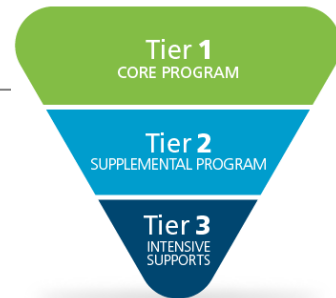 Tier 1
CORE PROGRAM
Tier 2
SUPPLEMENTAL PROGRAM
Tier 3
INTENSIVE
SUPPORTS